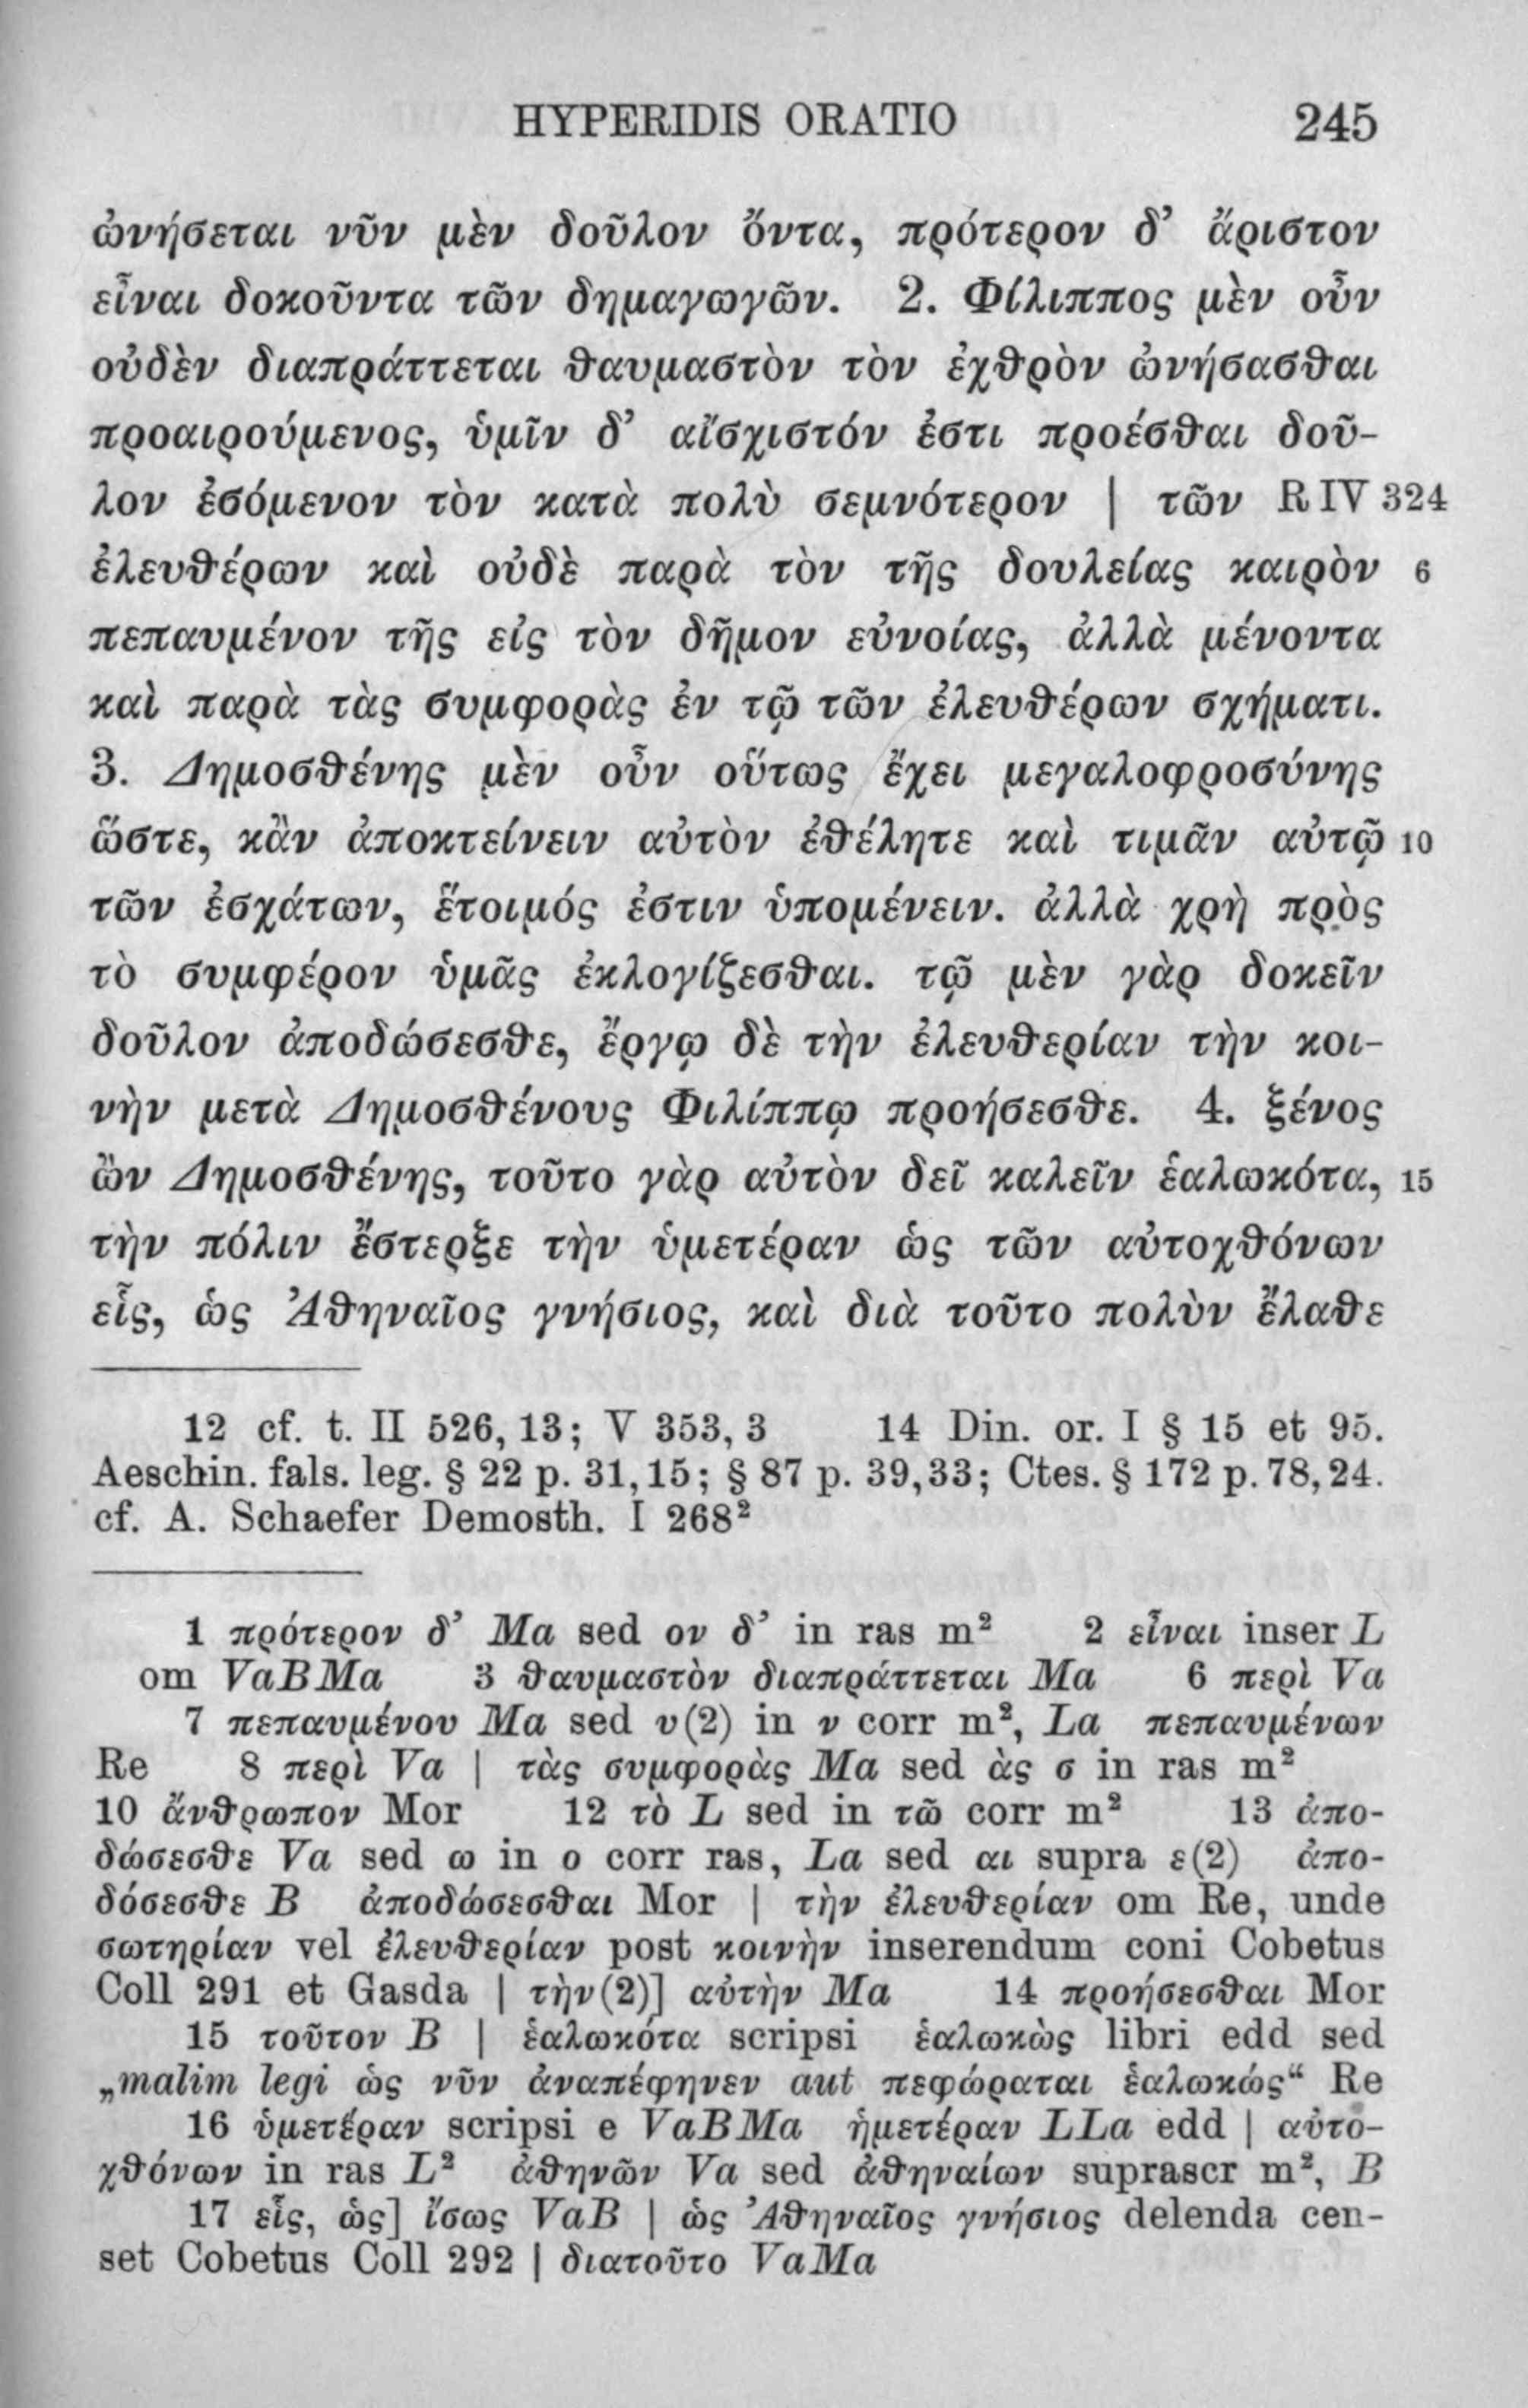 HYPERIDIS ORATIO 245
ὠνήσεται νῦν μὲν δοῦλον ὄντα, πρότερον δ’ ἄριστον
εἶναι δοκοῦντα τῶν δημαγωγῶν. 2. Φίλιππος μὲν οὖν
οὐδὲν διαπράττεται θαυμαστὸν τὸν ἐχθρὸν ὠνήσασθαι
προαιρούμενος, ὑμῖν δ’ αἴσχιστόν ἐστι προέσθαι δοῦ-
λον ἐσόμενον τὸν κατὰ πολὺ σεμνότερον | τῶν R IV 324
ἐλευθέρων καὶ οὐδὲ παρὰ τὸν τῆς δουλείας καιρὸν 6
πεπαυμένον τῆς εἰς τὸν δῆμον εὐνοίας, ἀλλὰ μένοντα
καὶ παρὰ τὰς συμφορὰς ἐν τῷ τῶν ἐλευθέρων σχήματι.
3. Δημοσθένης μὲν οὖν οὕτως ἔχει μεγαλοφροσύνης
ὥστε, κἂν ἀποκτείνειν αὐτὸν ἐθέλητε καὶ τιμᾶν αὐτῷ 10
τῶν ἐσχάτων, ἕτοιμός ἐστιν ὑπομένειν. ἀλλὰ χρὴ πρὸς
τὸ συμφέρον ὑμᾶς ἐκλογίζεσθαι. τῷ μὲν γὰρ δοκεῖν
δοῦλον ἀποδώσεσθε, ἔργῳ δὲ τὴν ἐλευθερίαν τὴν κοι-
νὴν μετὰ Δημοσθένους Φιλίππῳ προήσεσθε. 4. ξένος
ὢν Δημοσθένης, τοῦτο γὰρ αὐτὸν δεῖ καλεῖν ἑαλωκότα, 15
τὴν πόλιν ἔστερξε τὴν ὑμετέραν ὡς τῶν αὐτοχθόνων
εἷς, ὡς Ἀθηναῖος γνήσιος, καὶ διὰ τοῦτο πολὺν ἔλαθε
12 cf. t. II 526, 13; V 353, 3 14 Din. or. I § 15 et 95.
Aeschin. fals. leg. § 22 p. 31, 15; § 87 p. 39, 33; Ctes. § 172 p. 78, 24.
cf. A. Schaefer Demosth. I 268²
1 πρότερον δ’ Ma sed ον δ’ in ras m² 2 εἶναι inser L
om VaBMa 3 θαυμαστὸν διαπράττεται Ma 6 περὶ Va
7 πεπαυμένου Ma sed υ(2) in ν corr m², La πεπαυμένων
Re 8 περὶ Va | τὰς συμφορὰς Ma sed ὰς σ in ras m²
10 ἄνθρωπον Mor 12 τὸ L sed in τῶ corr m² 13 ἀπο-
δώσεσθε Va sed ω in ο corr ras, La sed αι supra ε(2) ἀπο-
δόσεσθε B ἀποδώσεσθαι Mor | τὴν ἐλευθερίαν om Re, unde
σωτηρίαν vel ἐλευθερίαν post κοινὴν inserendum coni Cobetus
Coll 291 et Gasda | τὴν(2)] αὐτὴν Ma 14 προήσεσθαι Mor
15 τοῦτον B | ἑαλωκότα scripsi ἑαλωκὼς libri edd sed
„malim legi ὡς νῦν ἀναπέφηνεν aut πεφώραται ἑαλωκώς“ Re
16 ὑμετέραν scripsi e VaBMa ἡμετέραν LLa edd | αὐτο-
χθόνων in ras L² ἀθηνῶν Va sed ἀθηναίων suprascr m², B
17 εἷς, ὡς] ἴσως VaB | ὡς Ἀθηναῖος γνήσιος delenda cen-
set Cobetus Coll 292 | διατοῦτο VaMa